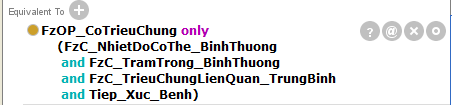 Equivalent To
FzOP_CoTrieuChung only
(FzC_NhietDoCoThe_BinhThuong
and FzC_TramTrong_BinhThuong
and FzC_TrieuChungLienQuan_TrungBinh
and Tiep_Xuc_Benh)